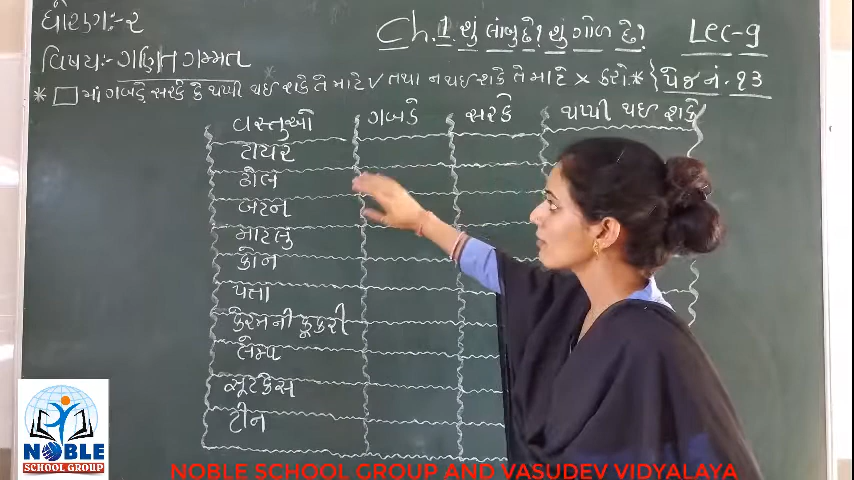 ધોરણ:-૨
Ch.1 શું લાંબુ છે? શું ગોળ છે? Lec-9
વિષય:- ગણિત ગમ્મત
* □ માં ગબડે સરકે કે થપ્પી થઈ શકે તે માટે ✓ તથા ન થઈ શકે તે માટે × કરો.* } પેજ નં. ૧૩
વસ્તુઓ ગબડે સરકે થપ્પી થઈ શકે
ટાયર
ઢોલ
બટન
માટલુ
કોન
પત્તા
કેરમની કૂકરી
લેમ્પ
સૂટકેસ
ટીન
NOBLE
SCHOOL GROUP
NOBLE SCHOOL GROUP AND VASUDEV VIDYALAYA